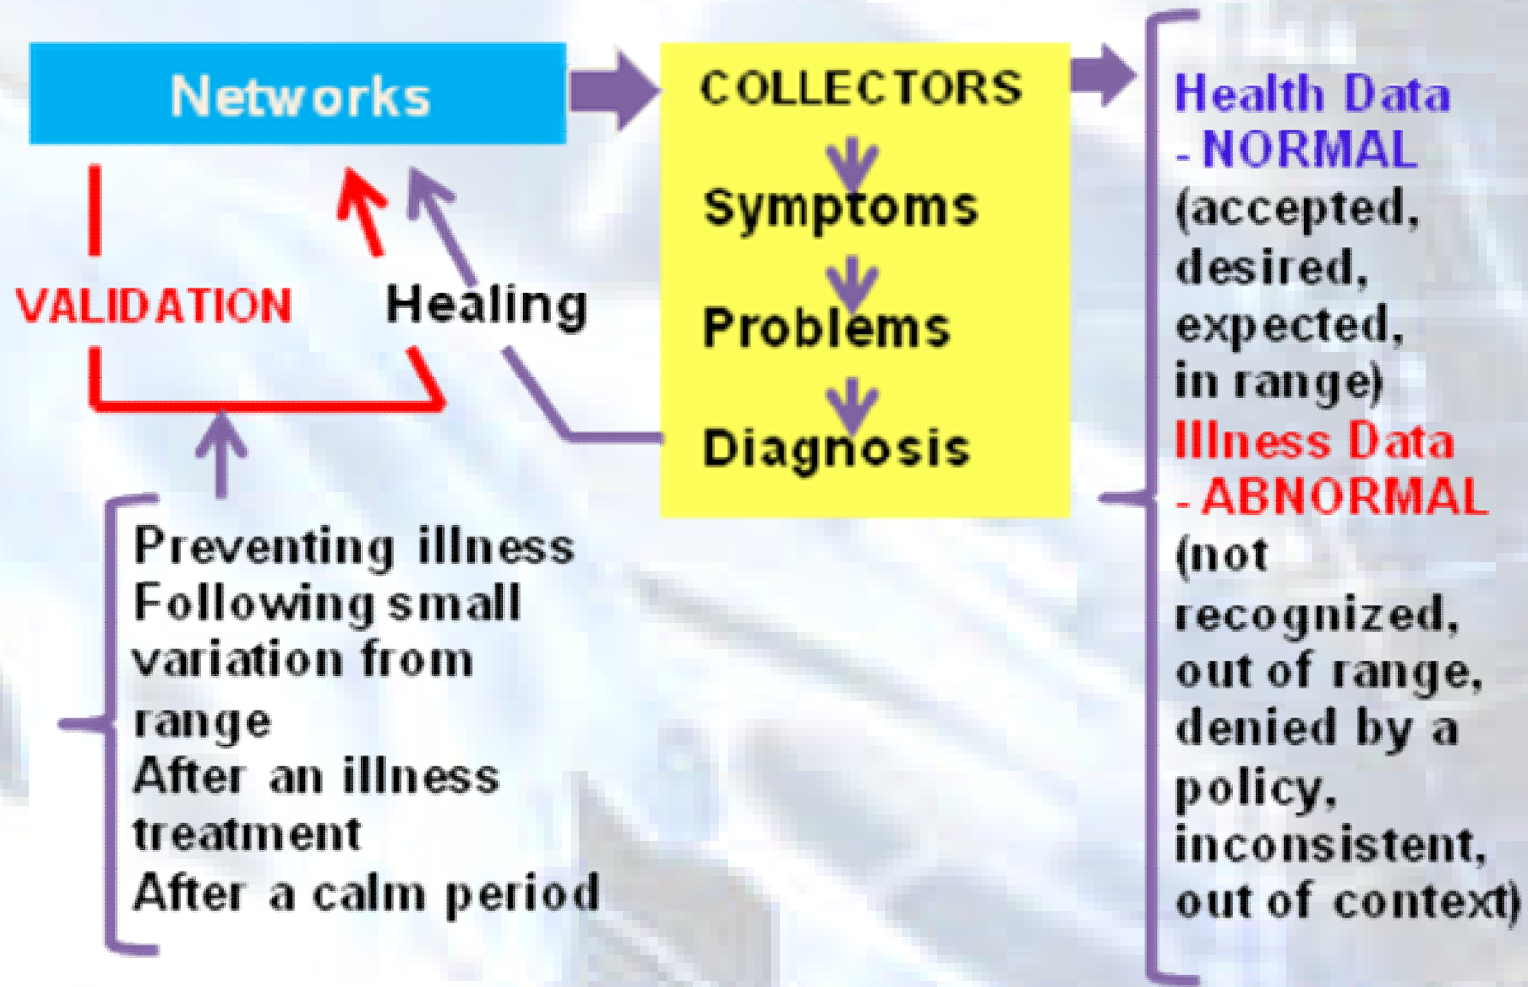 Networks
VALIDATION
Healing
Preventing illness
Following small
variation from
range
After an illness
treatment
After a calm period
COLLECTORS
Symptoms
Problems
Diagnosis
Health Data
- NORMAL
(accepted,
desired,
expected,
in range)
Illness Data
- ABNORMAL
(not
recognized,
out of range,
denied by a
policy,
inconsistent,
out of context)